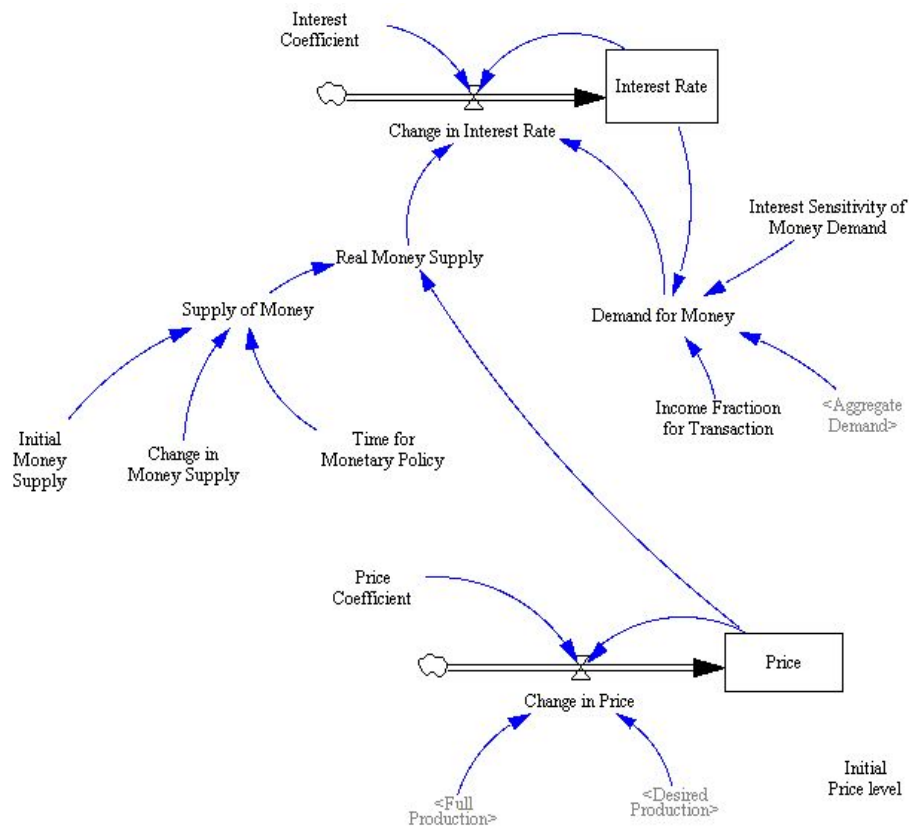 Interest
Coefficient
Interest Rate
Change in Interest Rate
Interest Sensitivity of
Money Demand
Real Money Supply
Supply of Money
Demand for Money
Income Fractioon
for Transaction
<Aggregate
Demand>
Initial
Money
Supply
Change in
Money Supply
Time for
Monetary Policy
Price
Coefficient
Price
Change in Price
Initial
Price level
<Full
Production>
<Desired
Production>